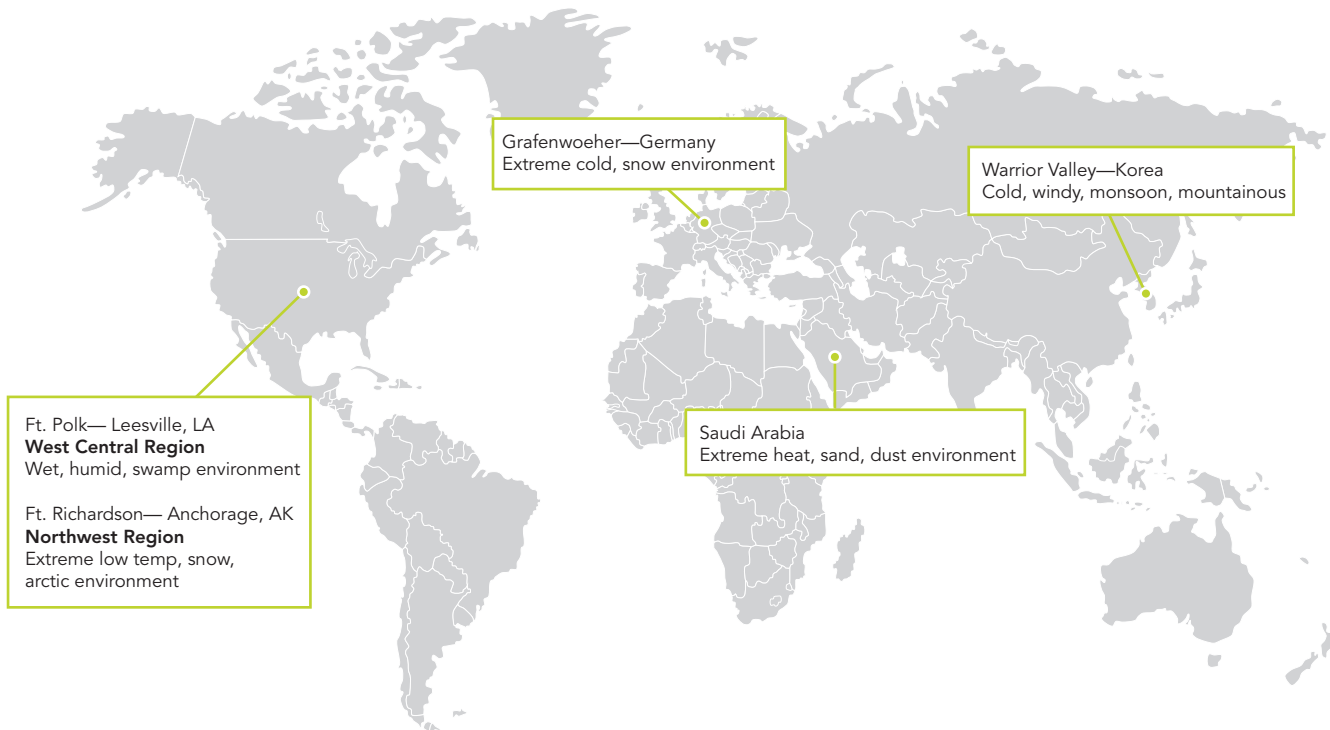 Grafenwoeher—Germany
Extreme cold, snow environment
Warrior Valley—Korea
Cold, windy, monsoon, mountainous
Ft. Polk— Leesville, LA
West Central Region
Wet, humid, swamp environment
Ft. Richardson— Anchorage, AK
Northwest Region
Extreme low temp, snow,
arctic environment
Saudi Arabia
Extreme heat, sand, dust environment